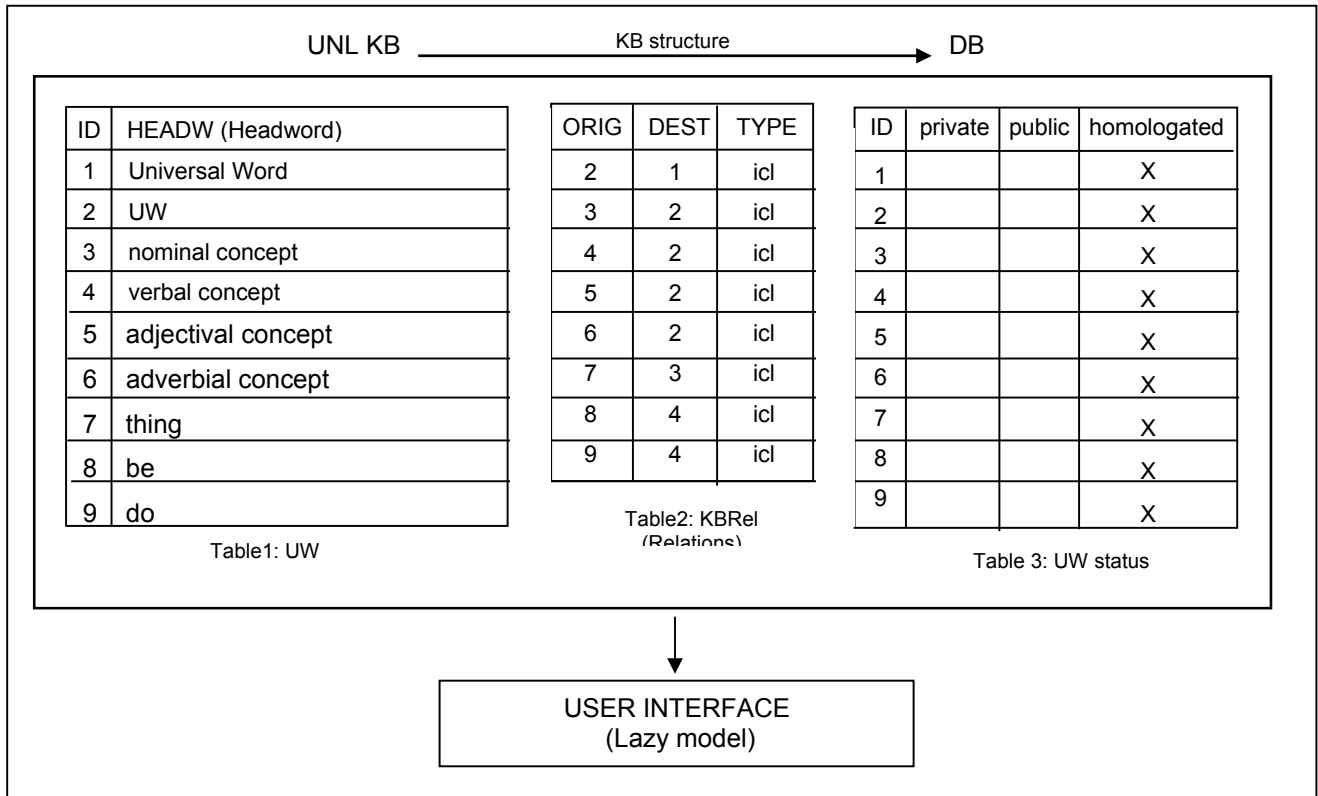 UNL KB KB structure DB
ID HEADW (Headword)
1 Universal Word
2 UW
3 nominal concept
4 verbal concept
5 adjectival concept
6 adverbial concept
7 thing
8 be
9 do
Table1: UW
ORIG DEST TYPE
2 1 icl
3 2 icl
4 2 icl
5 2 icl
6 2 icl
7 3 icl
8 4 icl
9 4 icl
Table2: KBRel
(Relations)
ID private public homologated
1 X
2 X
3 X
4 X
5 X
6 X
7 X
8 X
9 X
Table 3: UW status
USER INTERFACE
(Lazy model)